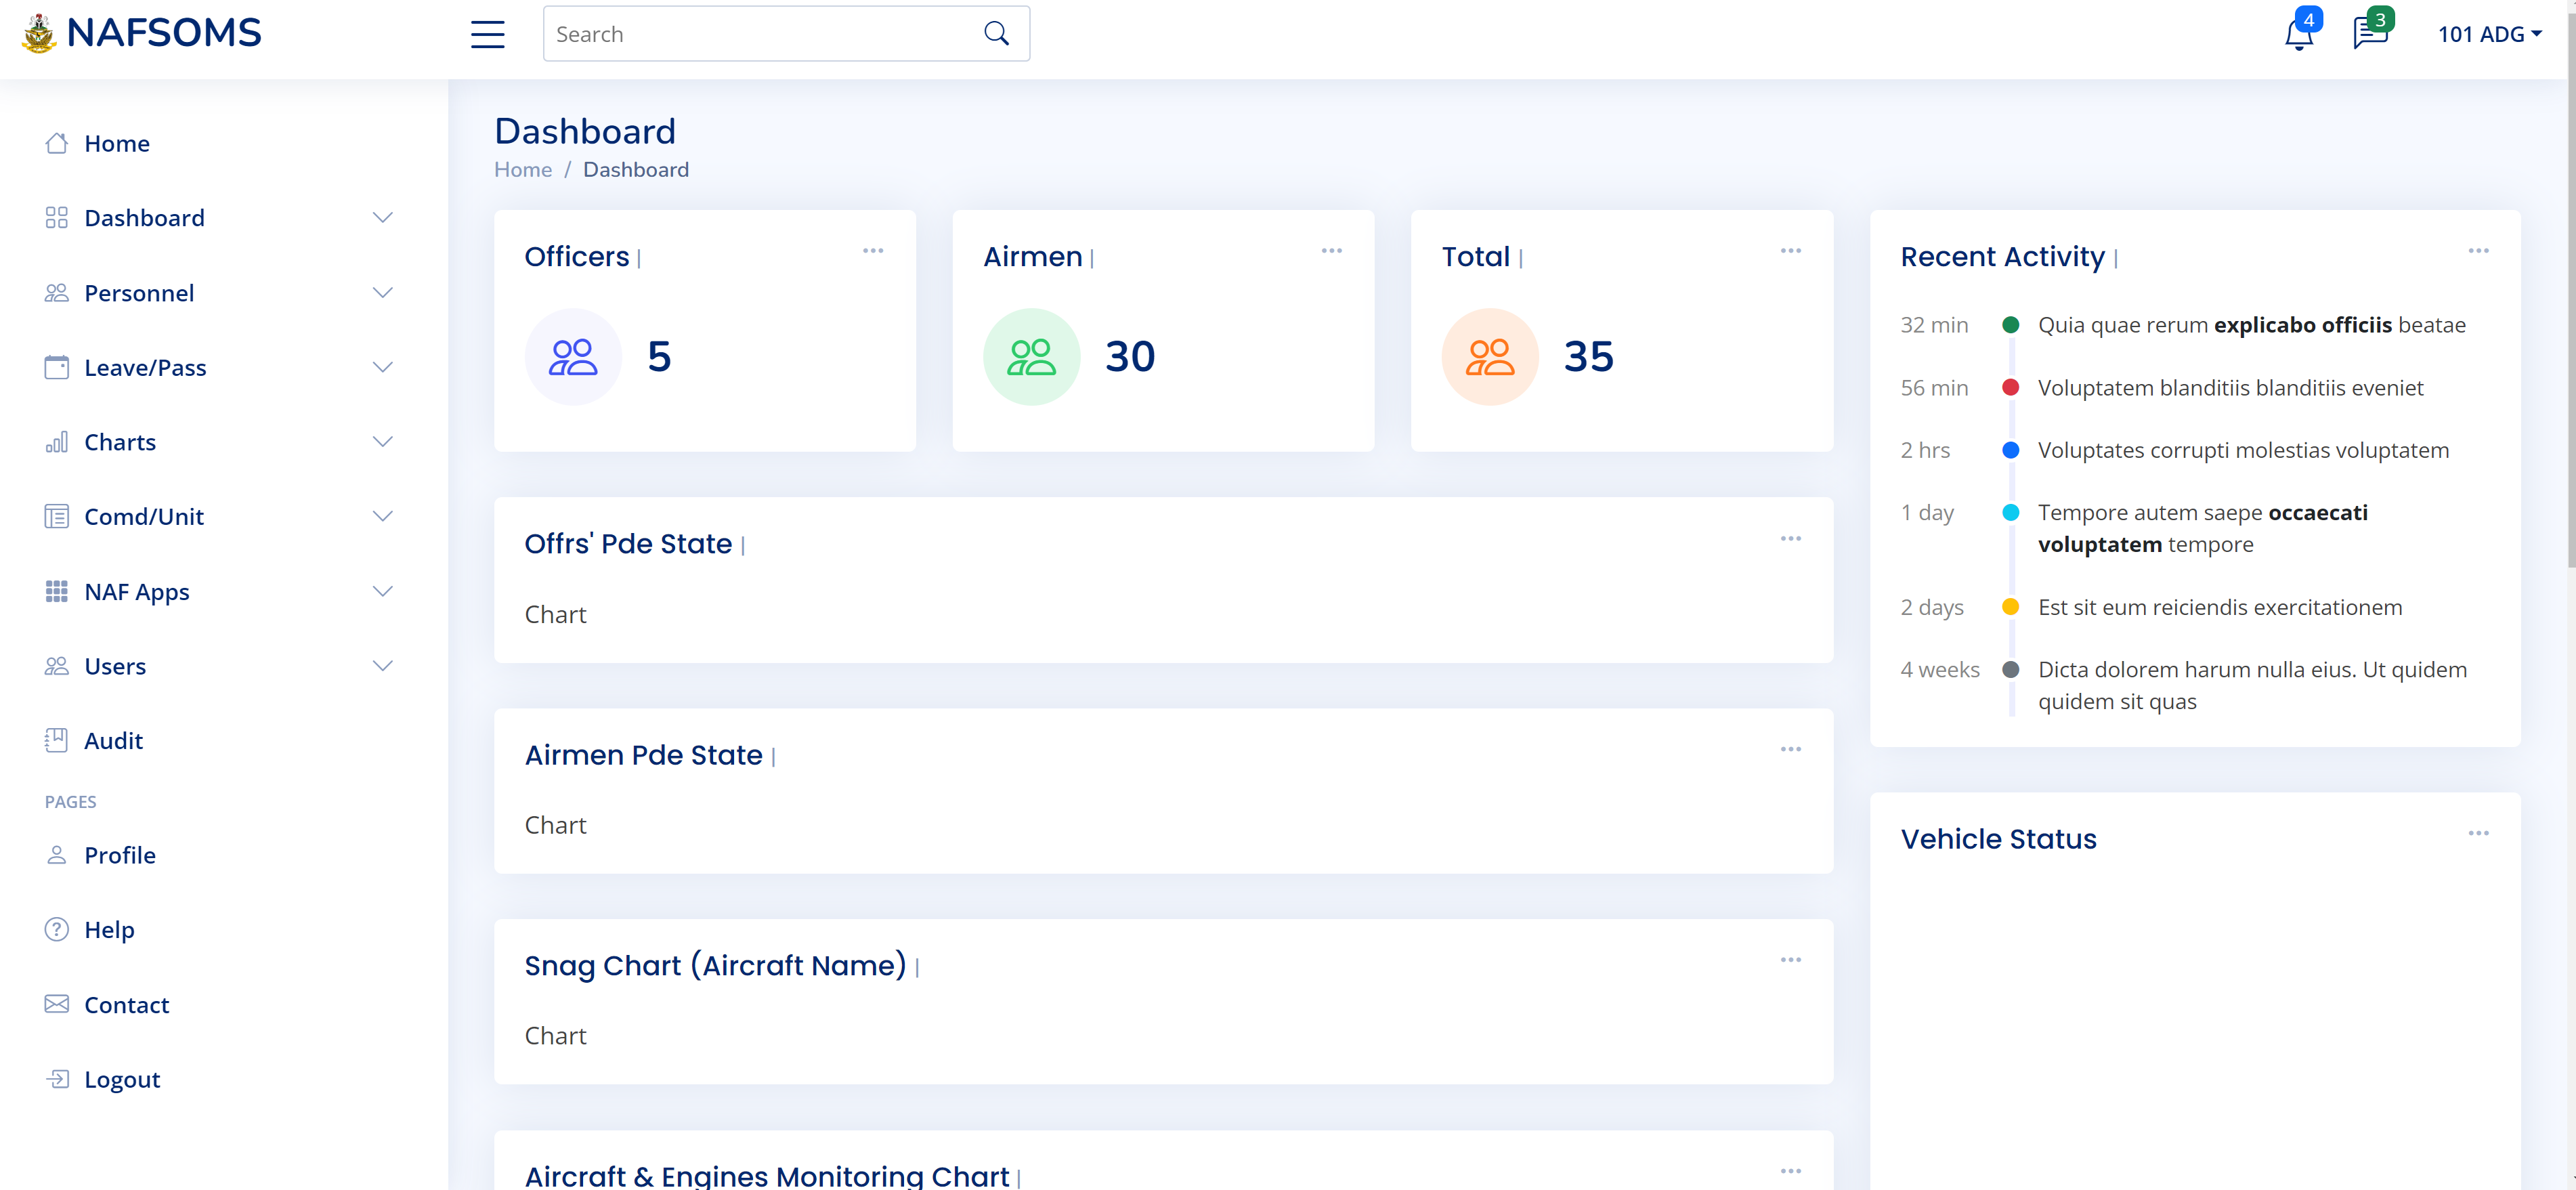 NAFSOMS
Search
4
3
101 ADG
Home
Dashboard
Personnel
Leave/Pass
Charts
Comd/Unit
NAF Apps
Users
Audit
PAGES
Profile
Help
Contact
Logout
Dashboard
Home / Dashboard
Officers |
5
Airmen |
30
Total |
35
Offrs' Pde State |
Chart
Airmen Pde State |
Chart
Snag Chart (Aircraft Name) |
Chart
Aircraft & Engines Monitoring Chart |
Recent Activity |
32 min Quia quae rerum explicabo officiis beatae
56 min Voluptatem blanditiis blanditiis eveniet
2 hrs Voluptates corrupti molestias voluptatem
1 day Tempore autem saepe occaecati
voluptatem tempore
2 days Est sit eum reiciendis exercitationem
4 weeks Dicta dolorem harum nulla eius. Ut quidem
quidem sit quas
Vehicle Status